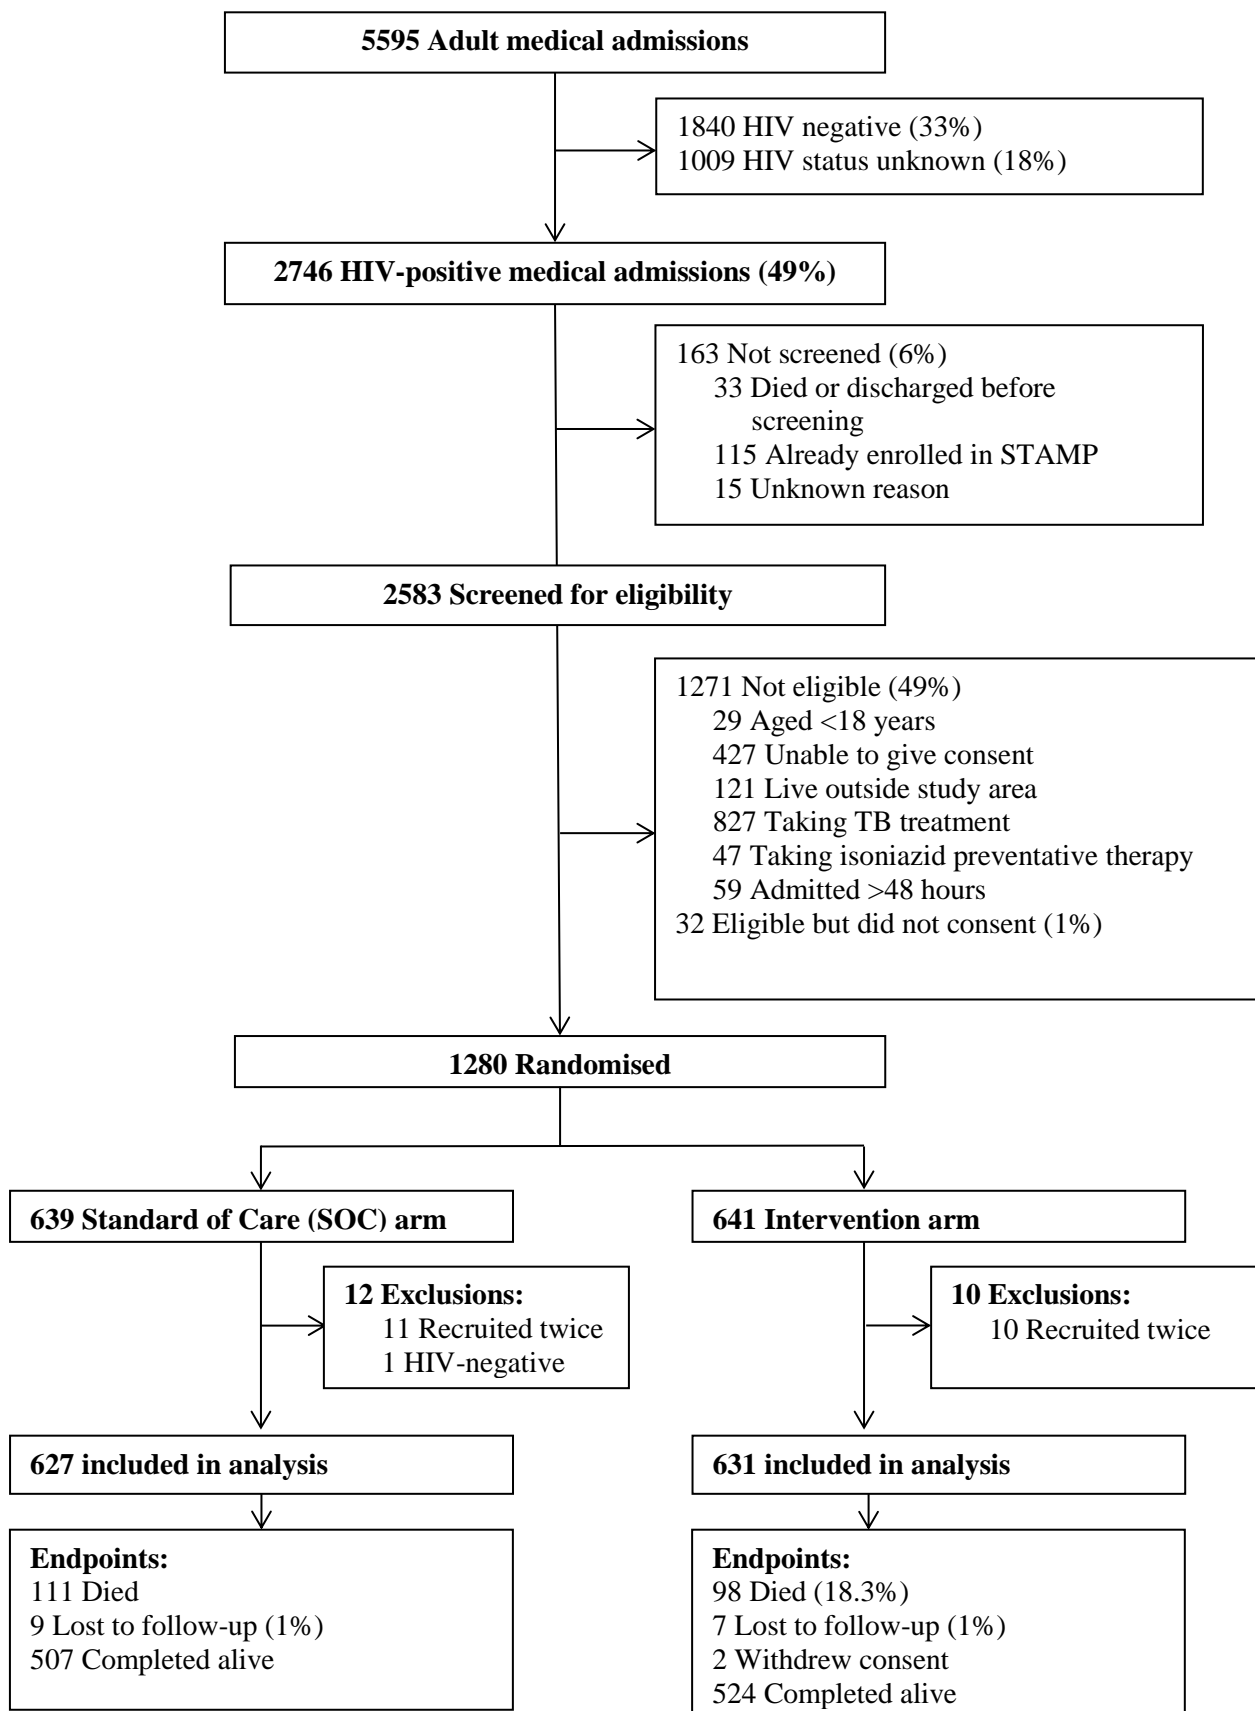 5595 Adult medical admissions
1840 HIV negative (33%)
1009 HIV status unknown (18%)
2746 HIV-positive medical admissions (49%)
163 Not screened (6%)
33 Died or discharged before
screening
115 Already enrolled in STAMP
15 Unknown reason
2583 Screened for eligibility
1271 Not eligible (49%)
29 Aged <18 years
427 Unable to give consent
121 Live outside study area
827 Taking TB treatment
47 Taking isoniazid preventative therapy
59 Admitted >48 hours
32 Eligible but did not consent (1%)
1280 Randomised
639 Standard of Care (SOC) arm
12 Exclusions:
11 Recruited twice
1 HIV-negative
627 included in analysis
Endpoints:
111 Died
9 Lost to follow-up (1%)
507 Completed alive
641 Intervention arm
10 Exclusions:
10 Recruited twice
631 included in analysis
Endpoints:
98 Died (18.3%)
7 Lost to follow-up (1%)
2 Withdrew consent
524 Completed alive